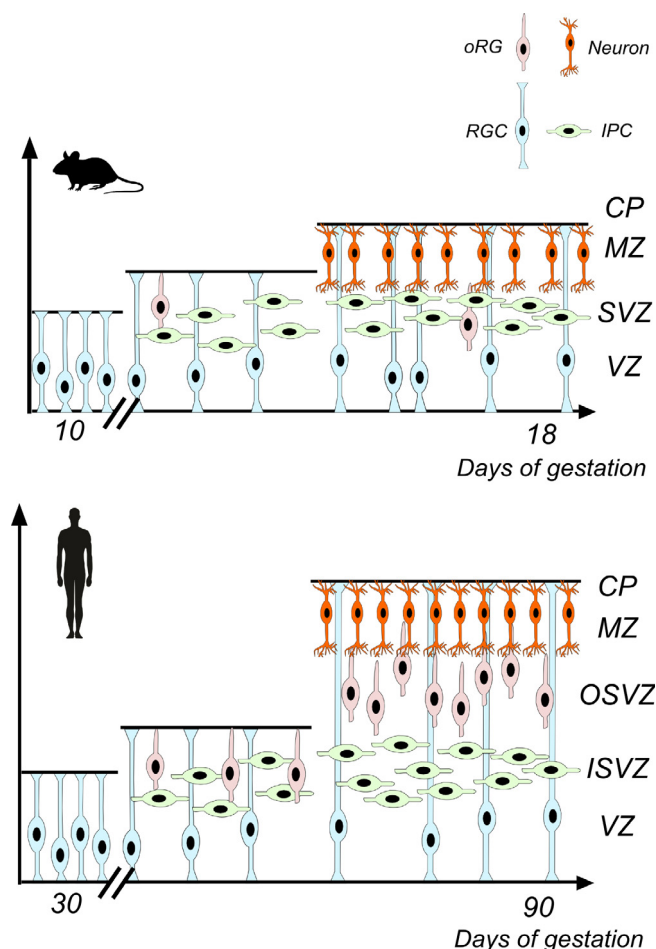 oRG
Neuron
RGC
IPC
CP
MZ
SVZ
VZ
10
18
Days of gestation
CP
MZ
OSVZ
ISVZ
VZ
30
90
Days of gestation